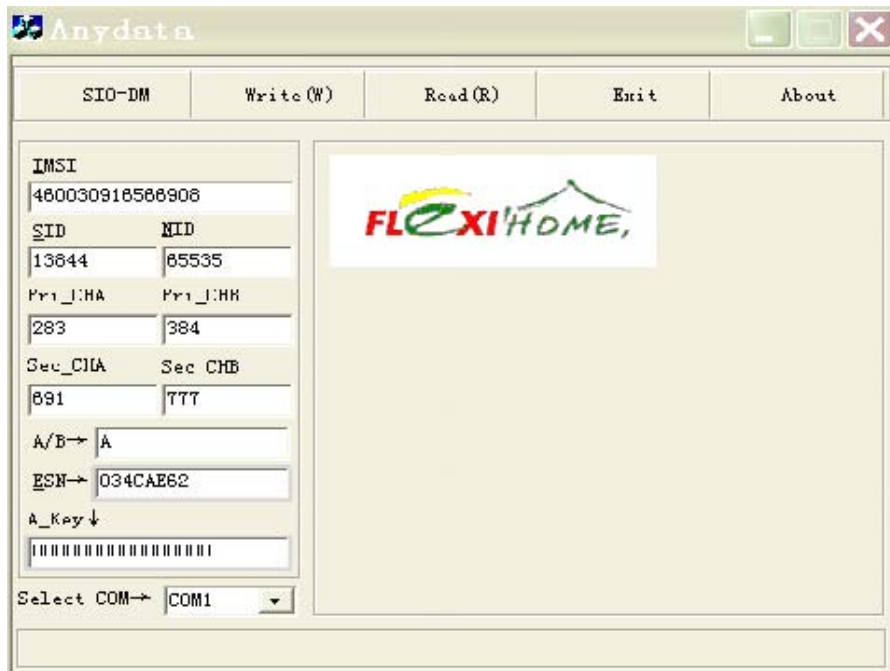 Anydata
SIO-DM Write(W) Read(R) Exit About
IMSI
460030916566908
SID NID
13844 65535
Pri_CHA Pri_CHB
283 384
Sec_CHA Sec CHB
691 777
A/B→ A
ESN→ 034CAE62
A_Key↓
Select COM→ COM1
FLEXI'HOME,